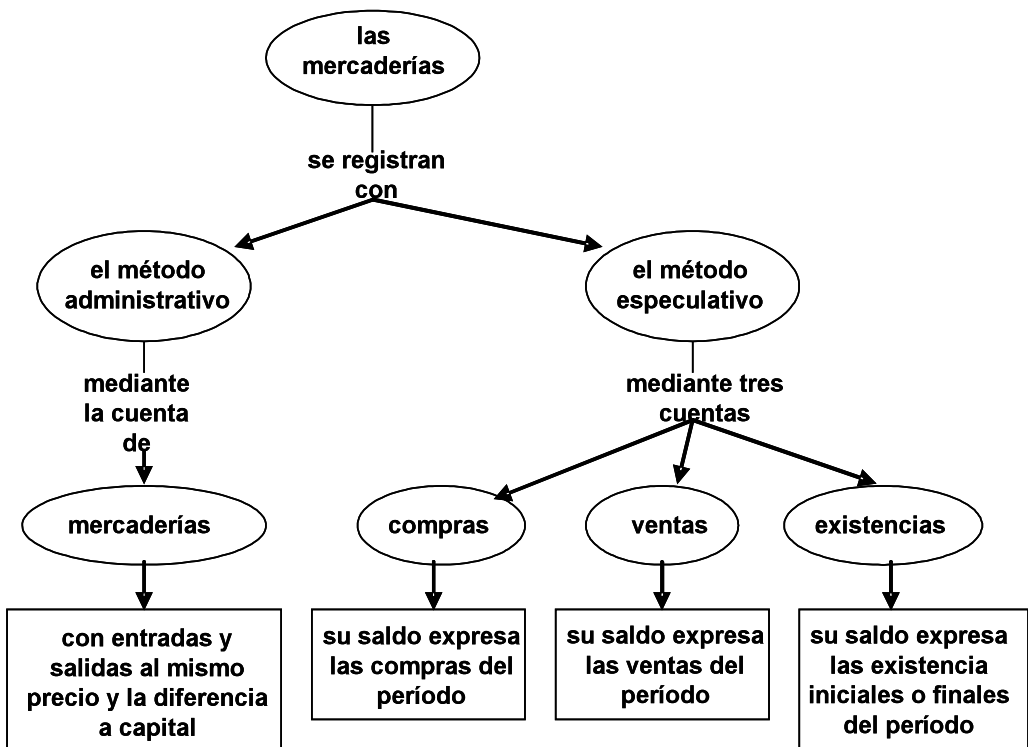 las
mercaderías
se registran
con
el método
administrativo
el método
especulativo
mediante
la cuenta
de
mediante tres
cuentas
mercaderías
compras
ventas
existencias
con entradas y
salidas al mismo
precio y la diferencia
a capital
su saldo expresa
las compras del
período
su saldo expresa
las ventas del
período
su saldo expresa
las existencia
iniciales o finales
del período